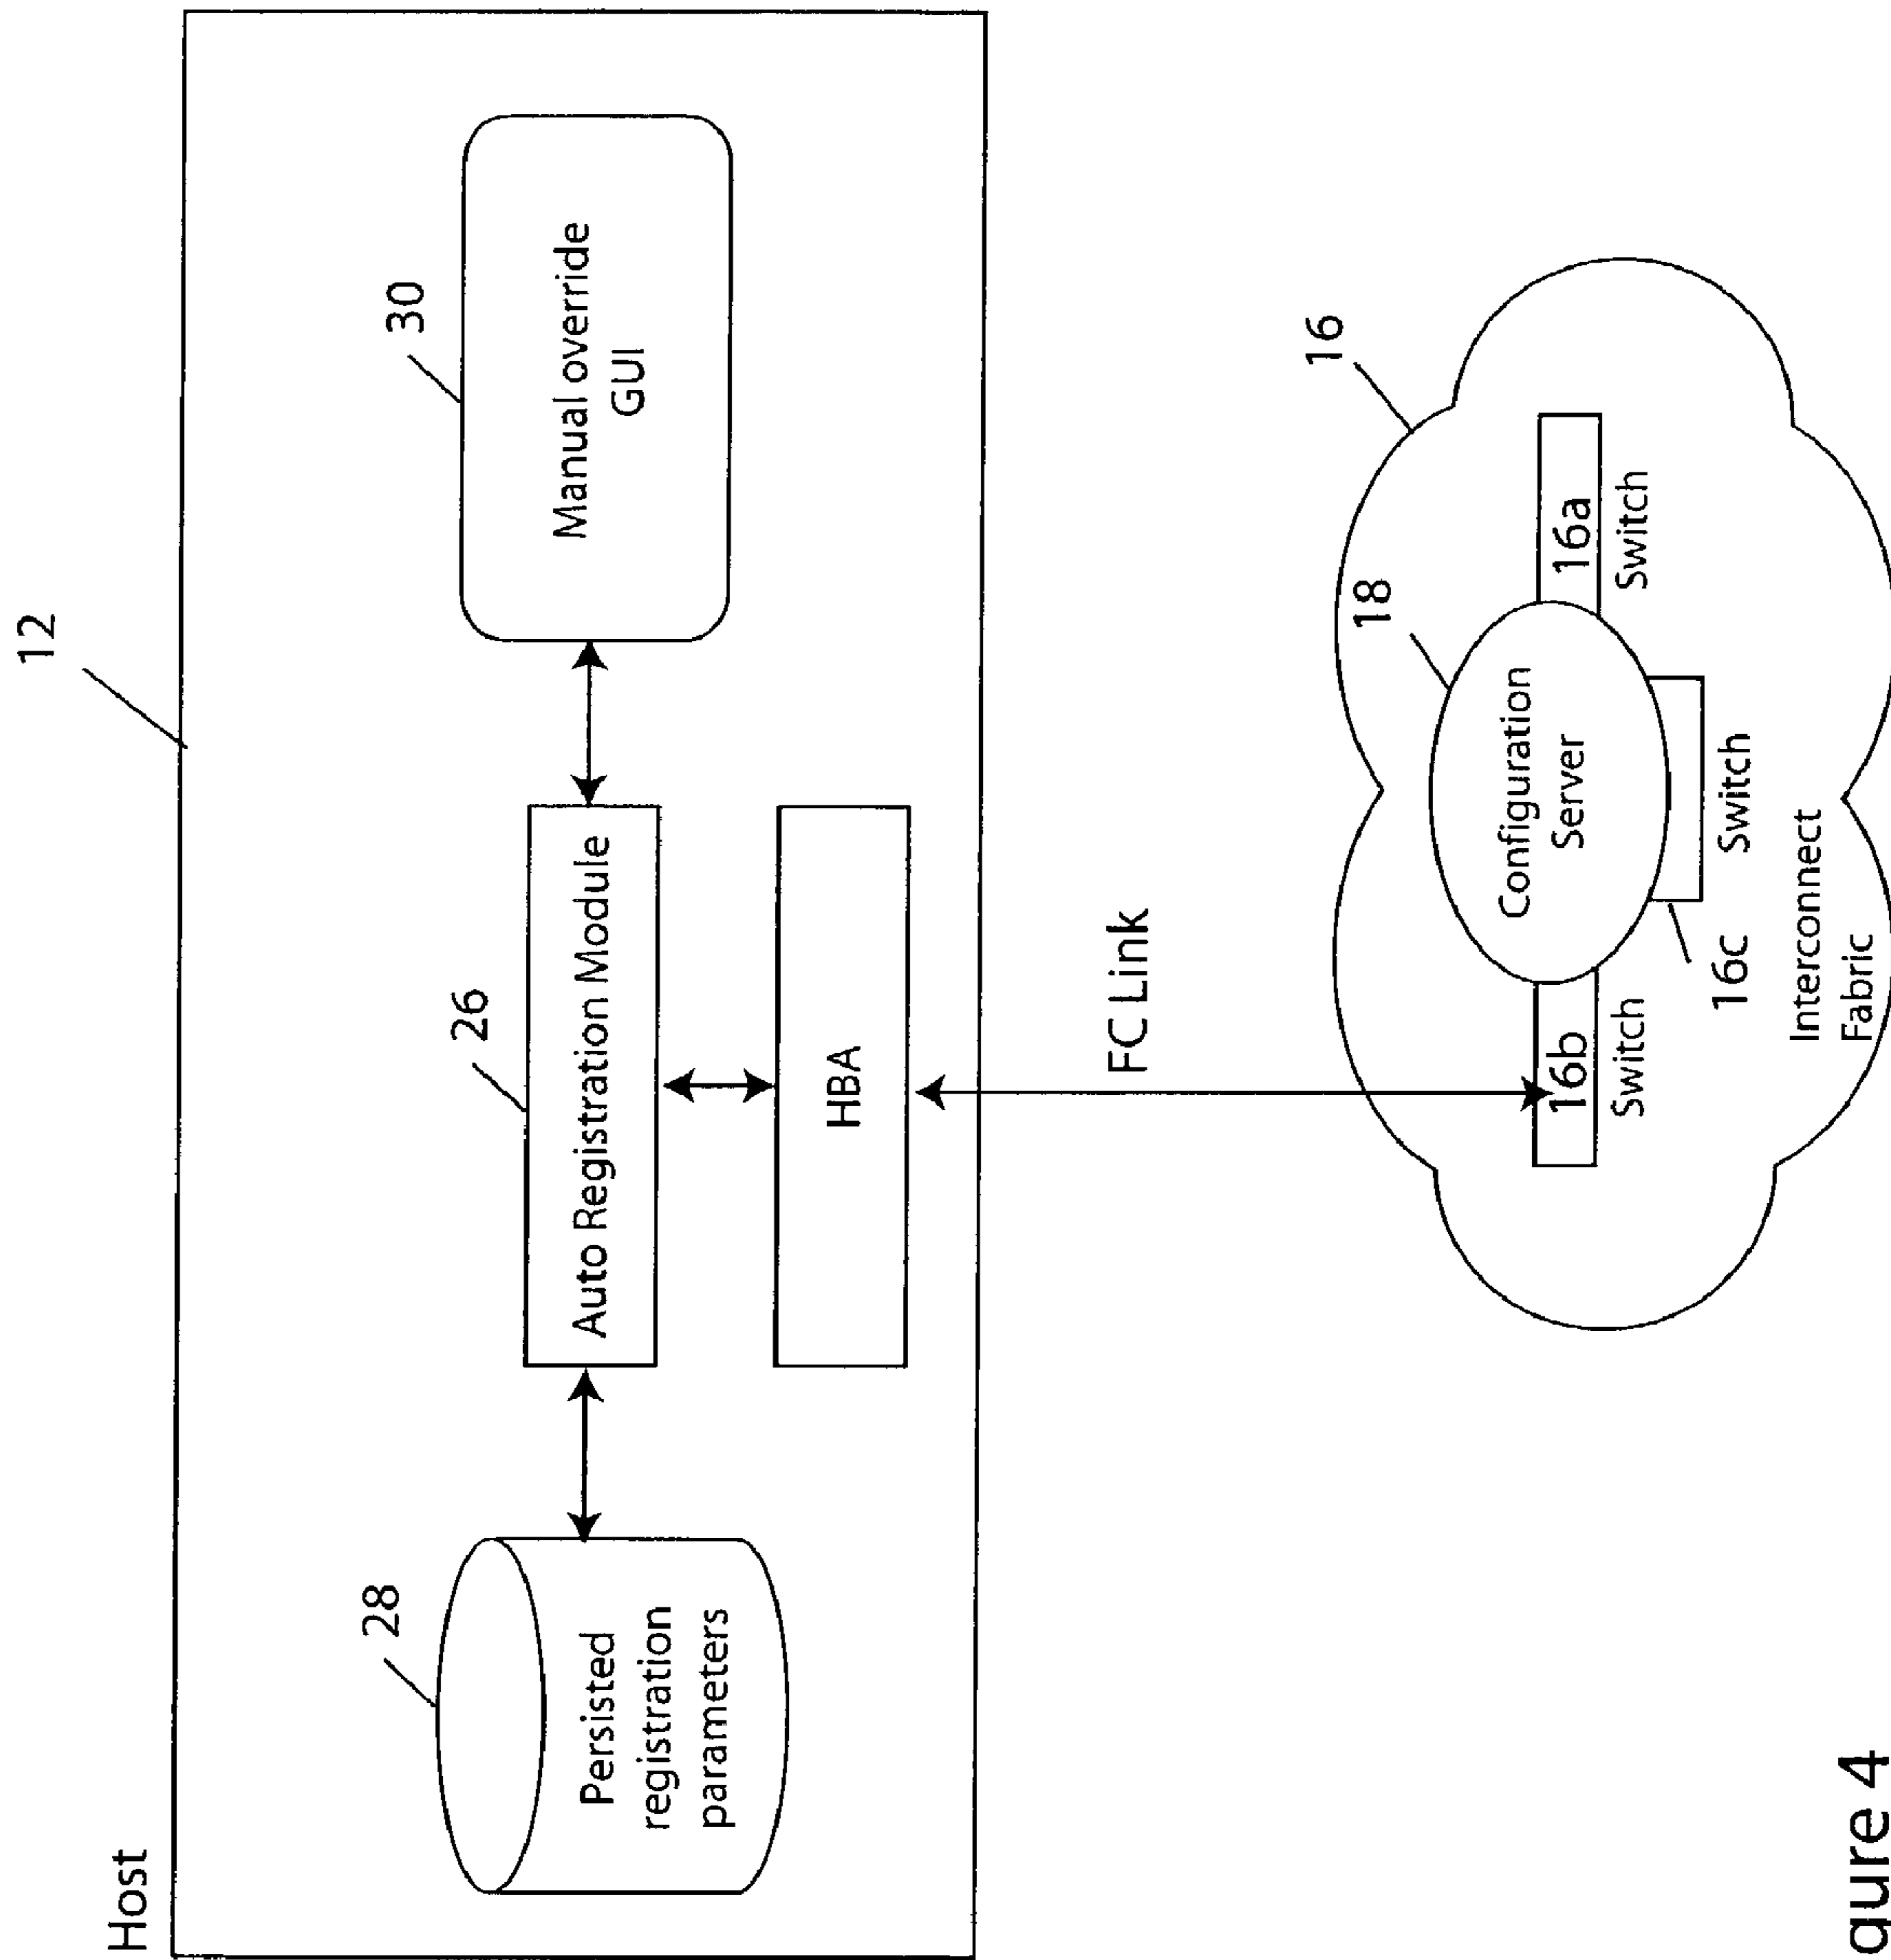 Host
12
28
Persisted
registration
parameters
26
Auto Registration Module
30
Manual override
GUI
HBA
FC Link
16
18
Configuration
Server
16b
Switch
16a
Switch
16c
Switch
Interconnect
Fabric
gure 4